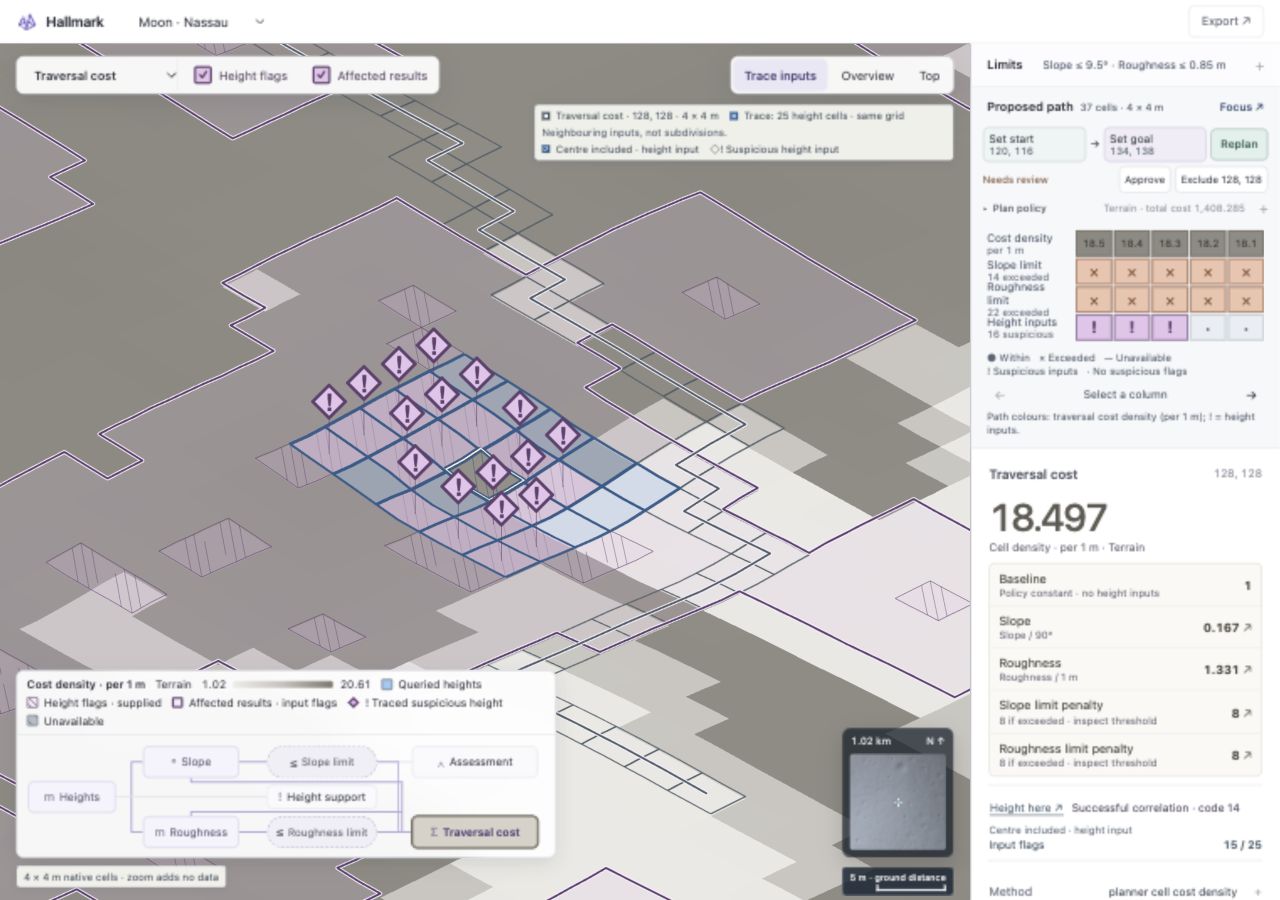 Hallmark
Moon · Nassau
Export ↗
Traversal cost
Height flags
Affected results
Trace inputs
Overview
Top
Traversal cost · 128, 128 · 4 × 4 m
Trace: 25 height cells · same grid
Neighbouring inputs, not subdivisions.
Centre included · height input
! Suspicious height input
Cost density · per 1 m
Terrain
1.02
20.61
Queried heights
Height flags · supplied
Affected results · input flags
! Traced suspicious height
Unavailable
° Slope
≤ Slope limit
Assessment
m Heights
! Height support
m Roughness
≤ Roughness limit
Σ Traversal cost
4 × 4 m native cells · zoom adds no data
1.02 km
N ↑
5 m · ground distance
Limits
Slope ≤ 9.5° · Roughness ≤ 0.85 m
+
Proposed path
37 cells · 4 × 4 m
Focus ↗
Set start
120, 116
→
Set goal
134, 138
Replan
Needs review
Approve
Exclude 128, 128
Plan policy
Terrain · total cost 1,408.285
+
Cost density
per 1 m
18.5
18.4
18.3
18.2
18.1
Slope limit
14 exceeded
× × × × ×
Roughness
limit
22 exceeded
× × × × ×
Height inputs
16 suspicious
! ! ! · ·
● Within
× Exceeded
— Unavailable
! Suspicious inputs
· No suspicious flags
←
Select a column
→
Path colours: traversal cost density (per 1 m); ! = height
inputs.
Traversal cost
128, 128
18.497
Cell density · per 1 m · Terrain
Baseline
Policy constant · no height inputs
1
Slope
Slope / 90°
0.167 ↗
Roughness
Roughness / 1 m
1.331 ↗
Slope limit penalty
8 if exceeded · inspect threshold
8 ↗
Roughness limit penalty
8 if exceeded · inspect threshold
8 ↗
Height here ↗
Successful correlation · code 14
Centre included · height input
Input flags
15 / 25
Method
planner cell cost density
+